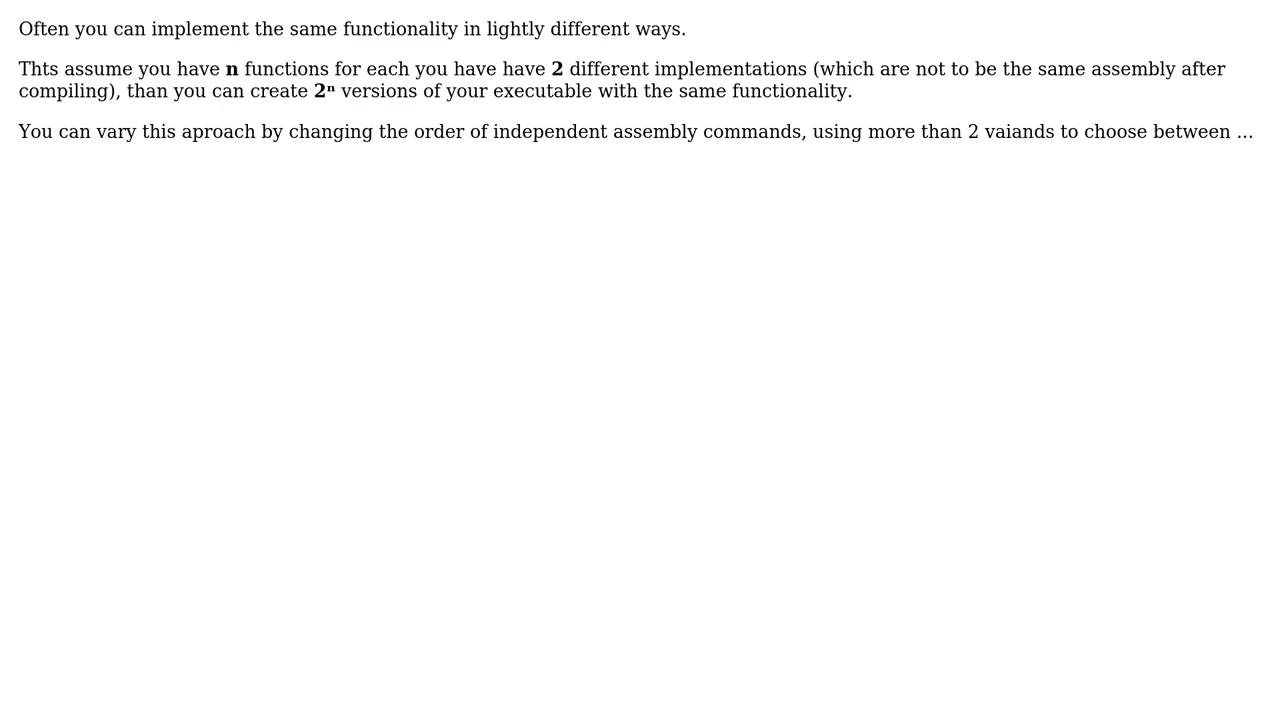 Often you can implement the same functionality in lightly different ways.
Thts assume you have n functions for each you have have 2 different implementations (which are not to be the same assembly after
compiling), than you can create 2ⁿ versions of your executable with the same functionality.
You can vary this aproach by changing the order of independent assembly commands, using more than 2 vaiands to choose between ...